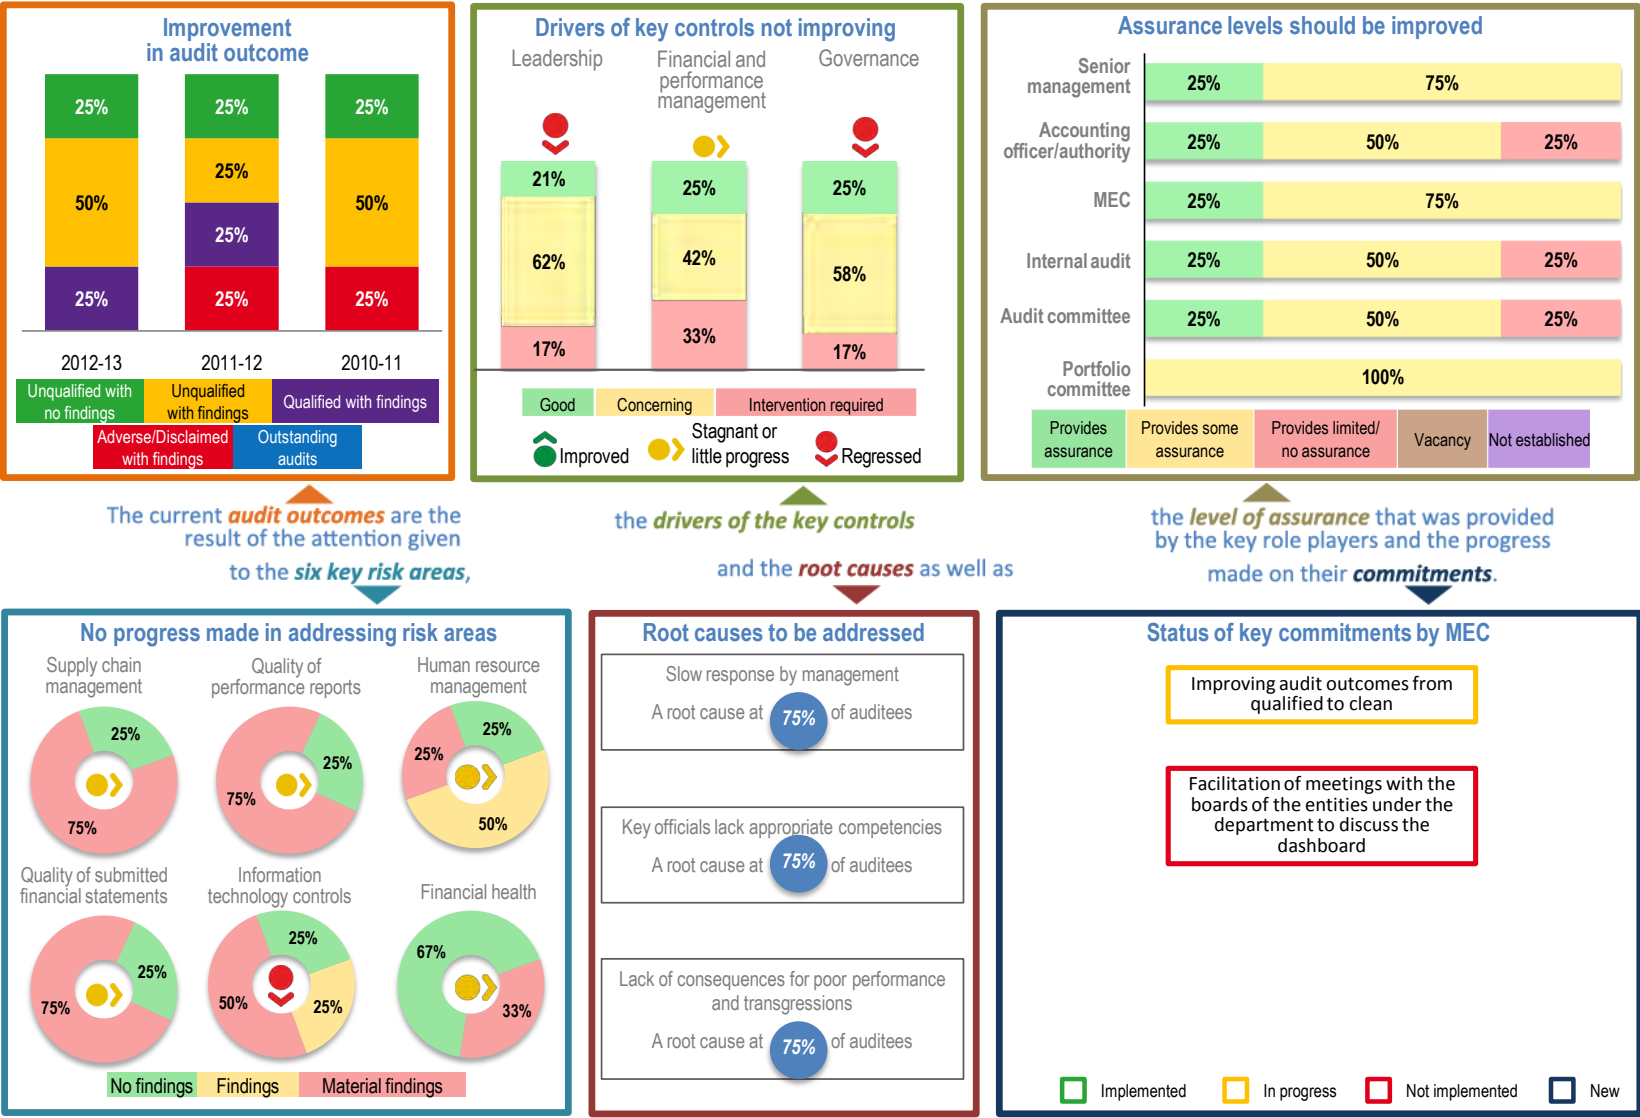 Improvement
in audit outcome
25%
25%
25%
50%
25%
50%
25%
25%
25%
25%
2012-13
2011-12
2010-11
Unqualified with
no findings
Unqualified
with findings
Qualified with findings
Adverse/Disclaimed
with findings
Outstanding
audits
Drivers of key controls not improving
Leadership
Financial and
performance
management
Governance
21%
25%
25%
62%
42%
58%
17%
33%
17%
Good
Concerning
Intervention required
Improved
Stagnant or
little progress
Regressed
Assurance levels should be improved
Senior
management
25%
75%
Accounting
officer/authority
25%
50%
25%
MEC
25%
75%
Internal audit
25%
50%
25%
Audit committee
25%
50%
25%
Portfolio
committee
100%
Provides
assurance
Provides some
assurance
Provides limited/
no assurance
Vacancy
Not established
The current audit outcomes are the
result of the attention given
to the six key risk areas,
the drivers of the key controls
and the root causes as well as
the level of assurance that was provided
by the key role players and the progress
made on their commitments.
No progress made in addressing risk areas
Supply chain
management
25%
75%
Quality of
performance reports
25%
75%
Human resource
management
25%
25%
50%
Quality of submitted
financial statements
25%
75%
Information
technology controls
25%
50%
25%
Financial health
67%
33%
No findings
Findings
Material findings
Root causes to be addressed
Slow response by management
A root cause at 75% of auditees
Key officials lack appropriate competencies
A root cause at 75% of auditees
Lack of consequences for poor performance
and transgressions
A root cause at 75% of auditees
Status of key commitments by MEC
Improving audit outcomes from
qualified to clean
Facilitation of meetings with the
boards of the entities under the
department to discuss the
dashboard
Implemented
In progress
Not implemented
New